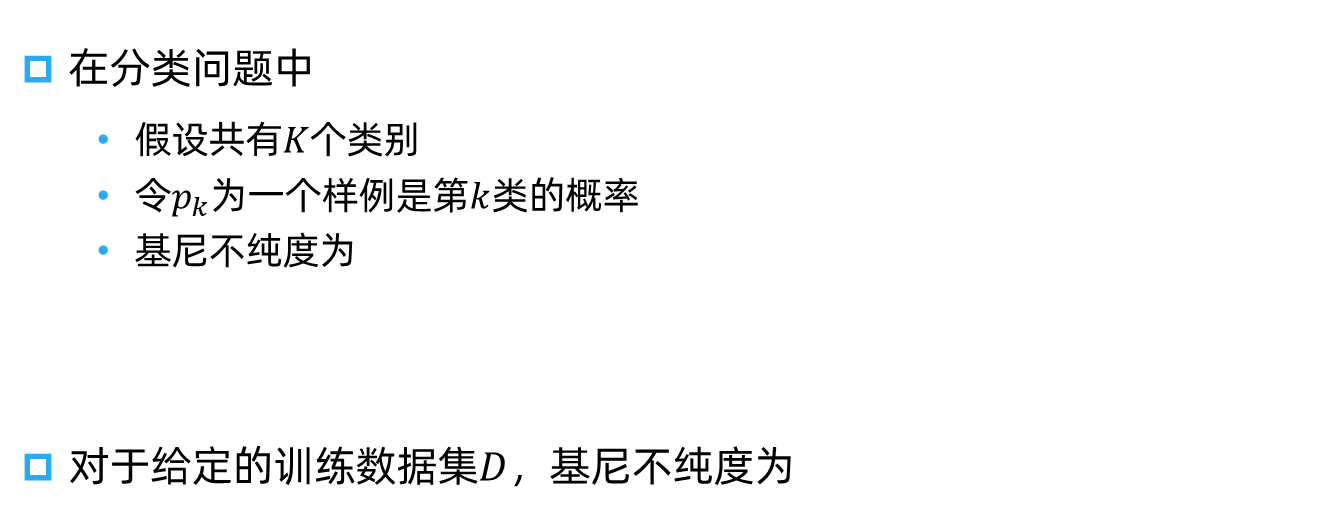 在分类问题中
• 假设共有K个类别
• 令pₖ为一个样例是第k类的概率
• 基尼不纯度为
对于给定的训练数据集D，基尼不纯度为